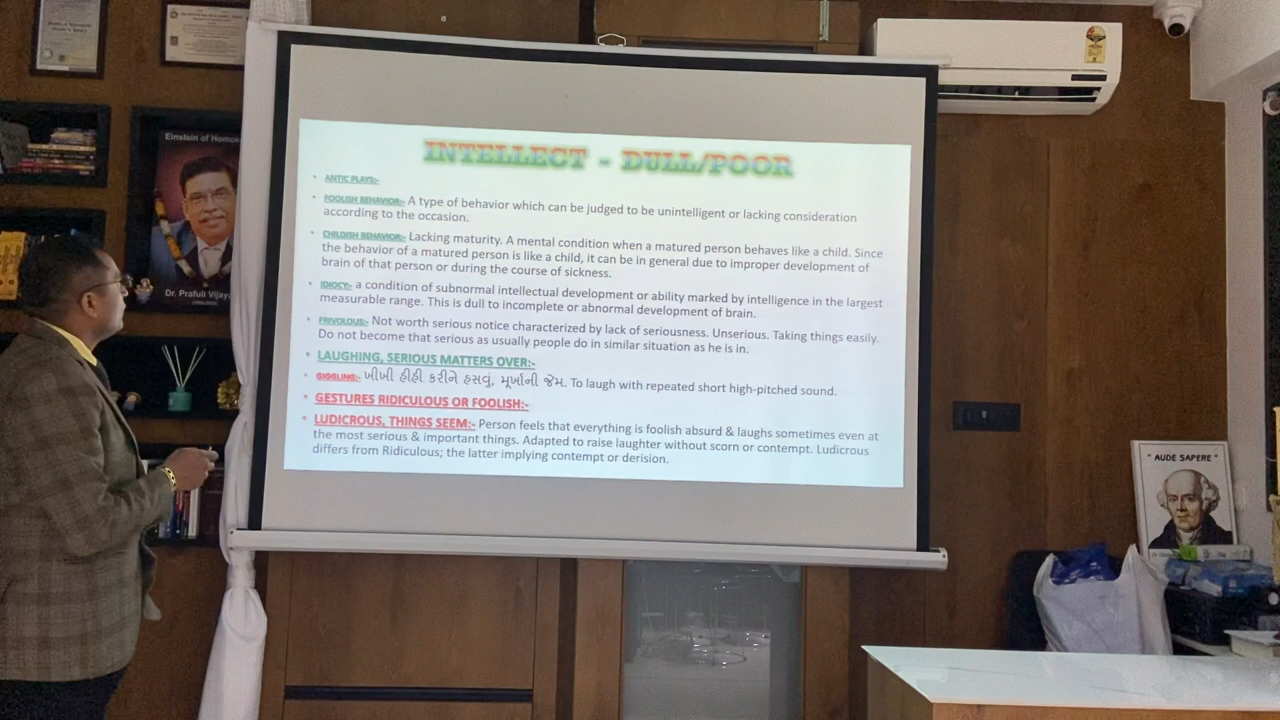 Einstein of Homoe
Dr. Prafull Vijay
INTELLECT - DULL/POOR
• ANTIC PLAYS:-
• FOOLISH BEHAVIOR:- A type of behavior which can be judged to be unintelligent or lacking consideration
according to the occasion.
• CHILDISH BEHAVIOR:- Lacking maturity. A mental condition when a matured person behaves like a child. Since
the behavior of a matured person is like a child, it can be in general due to improper development of
brain of that person or during the course of sickness.
• IDIOCY:- a condition of subnormal intellectual development or ability marked by intelligence in the largest
measurable range. This is dull to incomplete or abnormal development of brain.
• FRIVOLOUS:- Not worth serious notice characterized by lack of seriousness. Unserious. Taking things easily.
Do not become that serious as usually people do in similar situation as he is in.
• LAUGHING, SERIOUS MATTERS OVER:-
• GIGGLING:- ખીખી હીહી કરીને હસવું, મૂર્ખાની જેમ. To laugh with repeated short high-pitched sound.
• GESTURES RIDICULOUS OR FOOLISH:-
• LUDICROUS, THINGS SEEM:- Person feels that everything is foolish absurd & laughs sometimes even at
the most serious & important things. Adapted to raise laughter without scorn or contempt. Ludicrous
differs from Ridiculous; the latter implying contempt or derision.
" AUDE SAPERE "